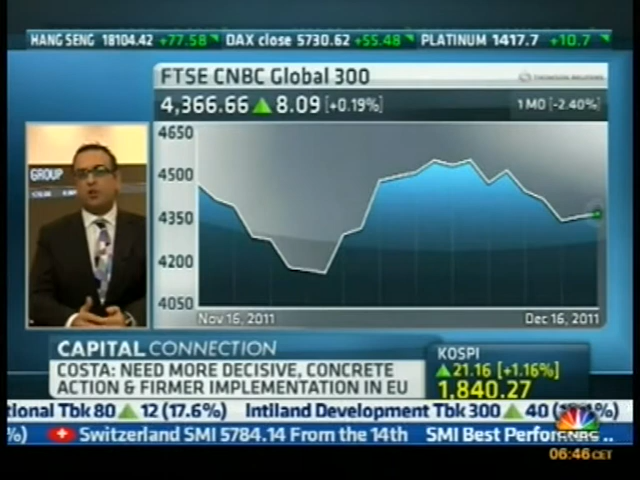 HANG SENG 18104.42 +77.58 DAX close 5730.62 +55.48 PLATINUM 1417.7 +10.7
FTSE CNBC Global 300
THOMSON REUTERS
4,366.66 8.09 [+0.19%] 1 MO [-2.40%]
4650
4500
4350
4200
4050
Nov 16, 2011 Dec 16, 2011
GROUP
CAPITAL CONNECTION
COSTA: NEED MORE DECISIVE, CONCRETE
ACTION & FIRMER IMPLEMENTATION IN EU
KOSPI
21.16 [+1.16%]
1,840.27
tional Tbk 80 12 (17.6%) Intiland Development Tbk 300 40
%) Switzerland SMI 5784.14 From the 14th SMI Best Perfor
CNBC
06:46 CET